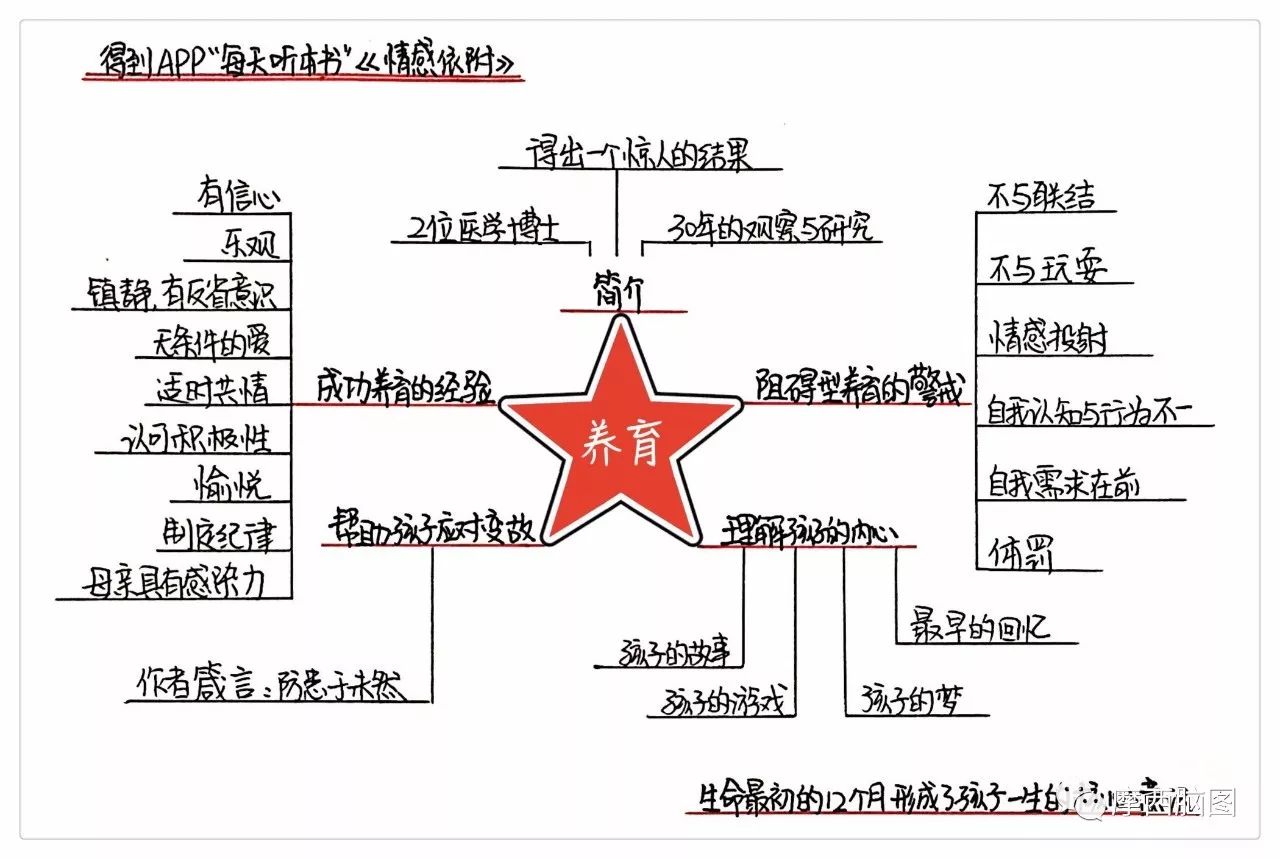 得到APP“每天听本书”《情感依附》
得出一个惊人的结果
2位医学博士
30年的观察与研究
简介
有信心
乐观
镇静,有反省意识
无条件的爱
适时共情
认可积极性
愉悦
制定纪律
母亲具有感染力
成功养育的经验
养育
阻碍型养育的警戒
不与联结
不与玩耍
情感投射
自我认知与行为不一
自我需求在前
体罚
帮助孩子应对变故
作者箴言:防患于未然
理解孩子的内心
孩子的故事
孩子的游戏
孩子的梦
最早的回忆
生命最初的12个月形成了孩子一生的
摩西脑图